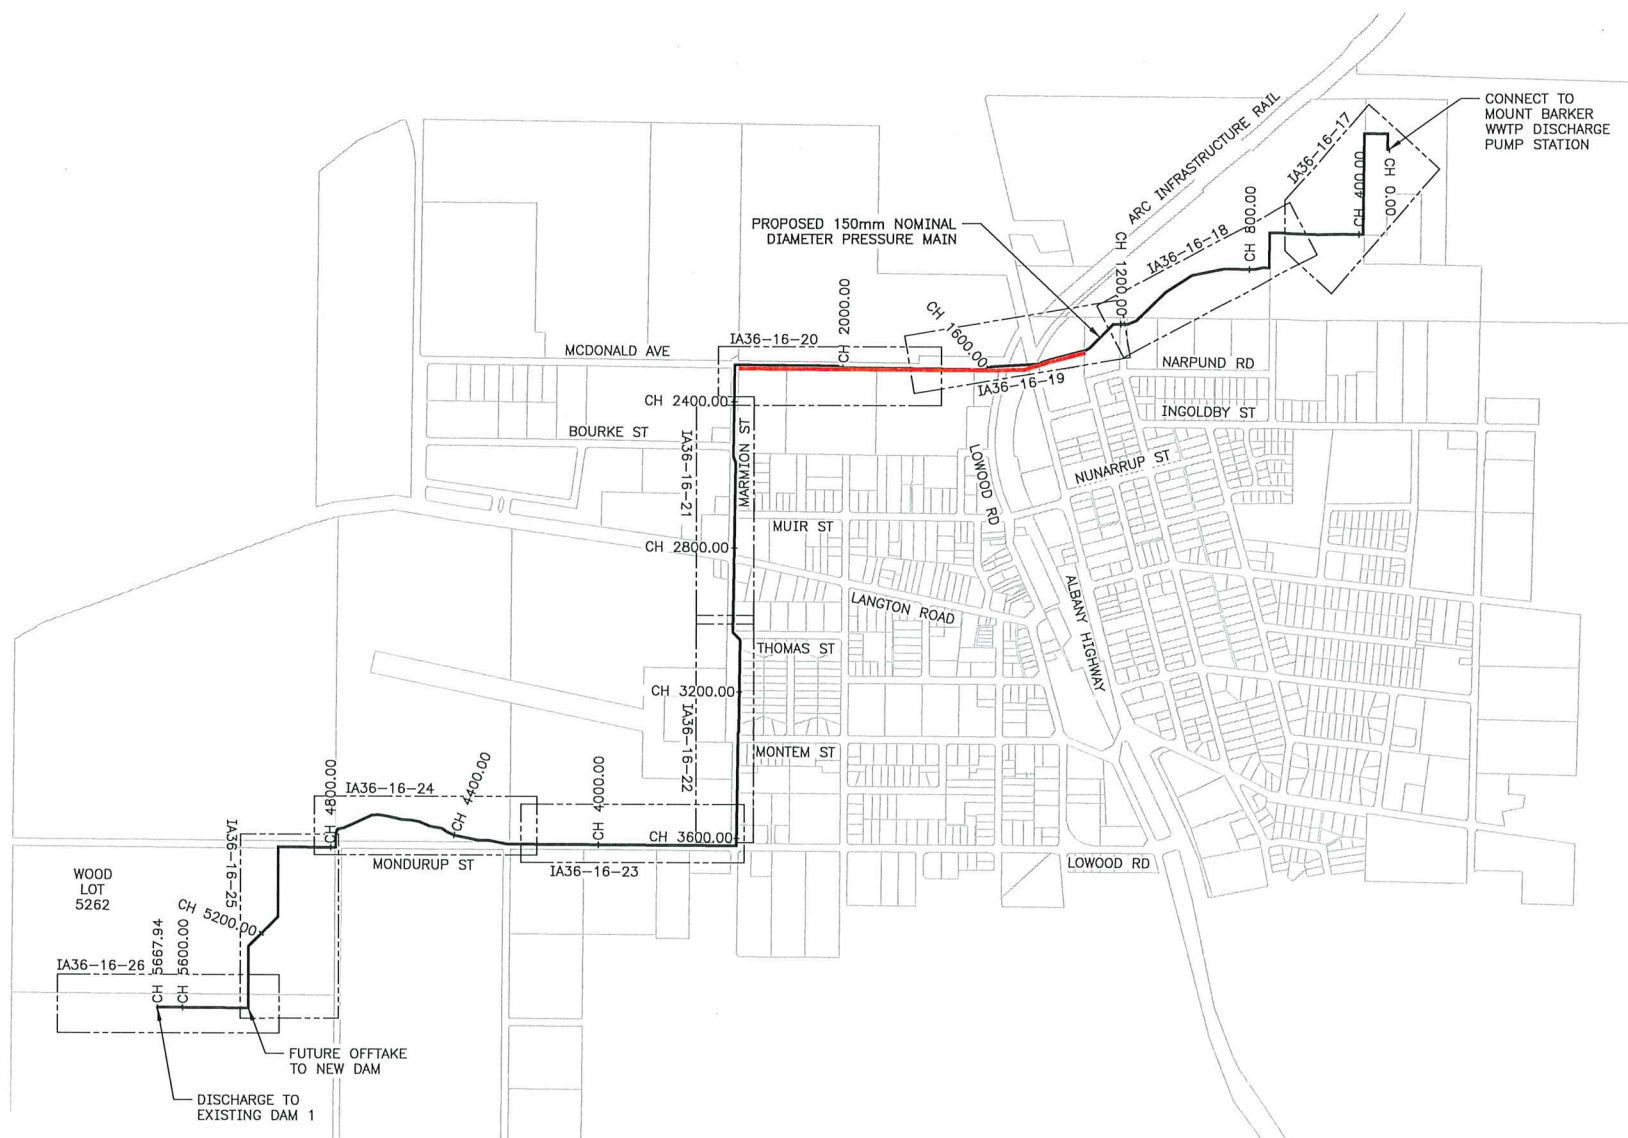 CONNECT TO
MOUNT BARKER
WWTP DISCHARGE
PUMP STATION
ARC INFRASTRUCTURE RAIL
IA36-16-17
CH 400.00
CH 0.00
CH 800.00
PROPOSED 150mm NOMINAL
DIAMETER PRESSURE MAIN
IA36-16-18
CH 1200.00
CH 2000.00
CH 1600.00
IA36-16-20
MCDONALD AVE
NARPUND RD
IA36-16-19
CH 2400.00
INGOLDBY ST
BOURKE ST
IA36-16-21
MARMION ST
LOWOOD RD
NUNARRUP ST
MUIR ST
CH 2800.00
LANGTON ROAD
ALBANY HIGHWAY
THOMAS ST
CH 3200.00
IA36-16-22
MONTEM ST
CH 4800.00
IA36-16-24
CH 4400.00
CH 4000.00
CH 3600.00
IA36-16-25
MONDURUP ST
IA36-16-23
LOWOOD RD
WOOD
LOT
5262
CH 5200.00
IA36-16-26
CH 5667.94
CH 5600.00
FUTURE OFFTAKE
TO NEW DAM
DISCHARGE TO
EXISTING DAM 1